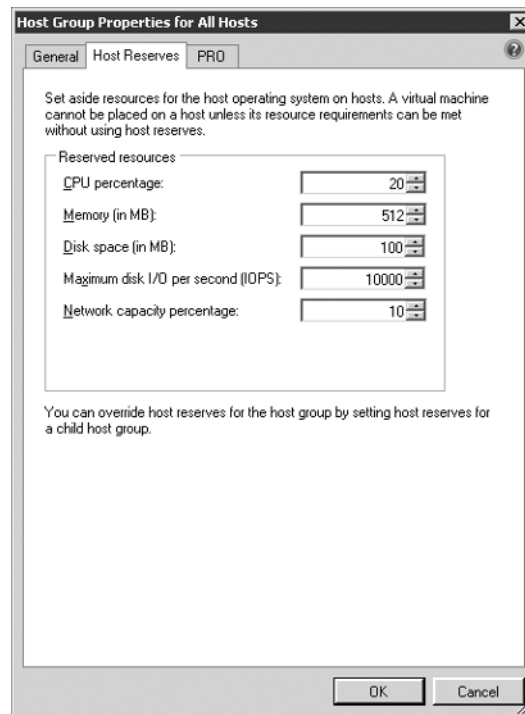 Host Group Properties for All Hosts
General Host Reserves PRO
Set aside resources for the host operating system on hosts. A virtual machine
cannot be placed on a host unless its resource requirements can be met
without using host reserves.
Reserved resources
CPU percentage: 20
Memory (in MB): 512
Disk space (in MB): 100
Maximum disk I/O per second (IOPS): 10000
Network capacity percentage: 10
You can override host reserves for the host group by setting host reserves for
a child host group.
OK Cancel